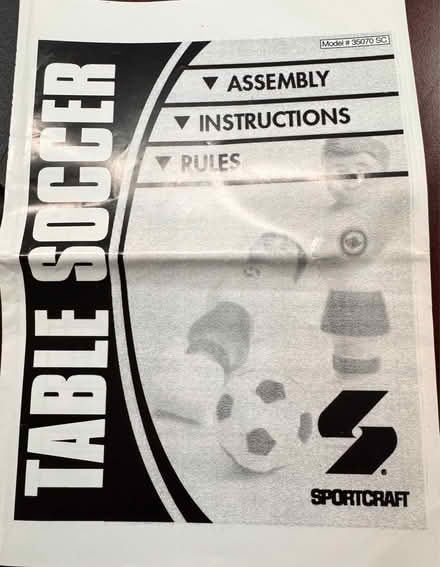 Model # 35070 SC
TABLE SOCCER
▼ ASSEMBLY
▼ INSTRUCTIONS
▼ RULES
®
SPORTCRAFT